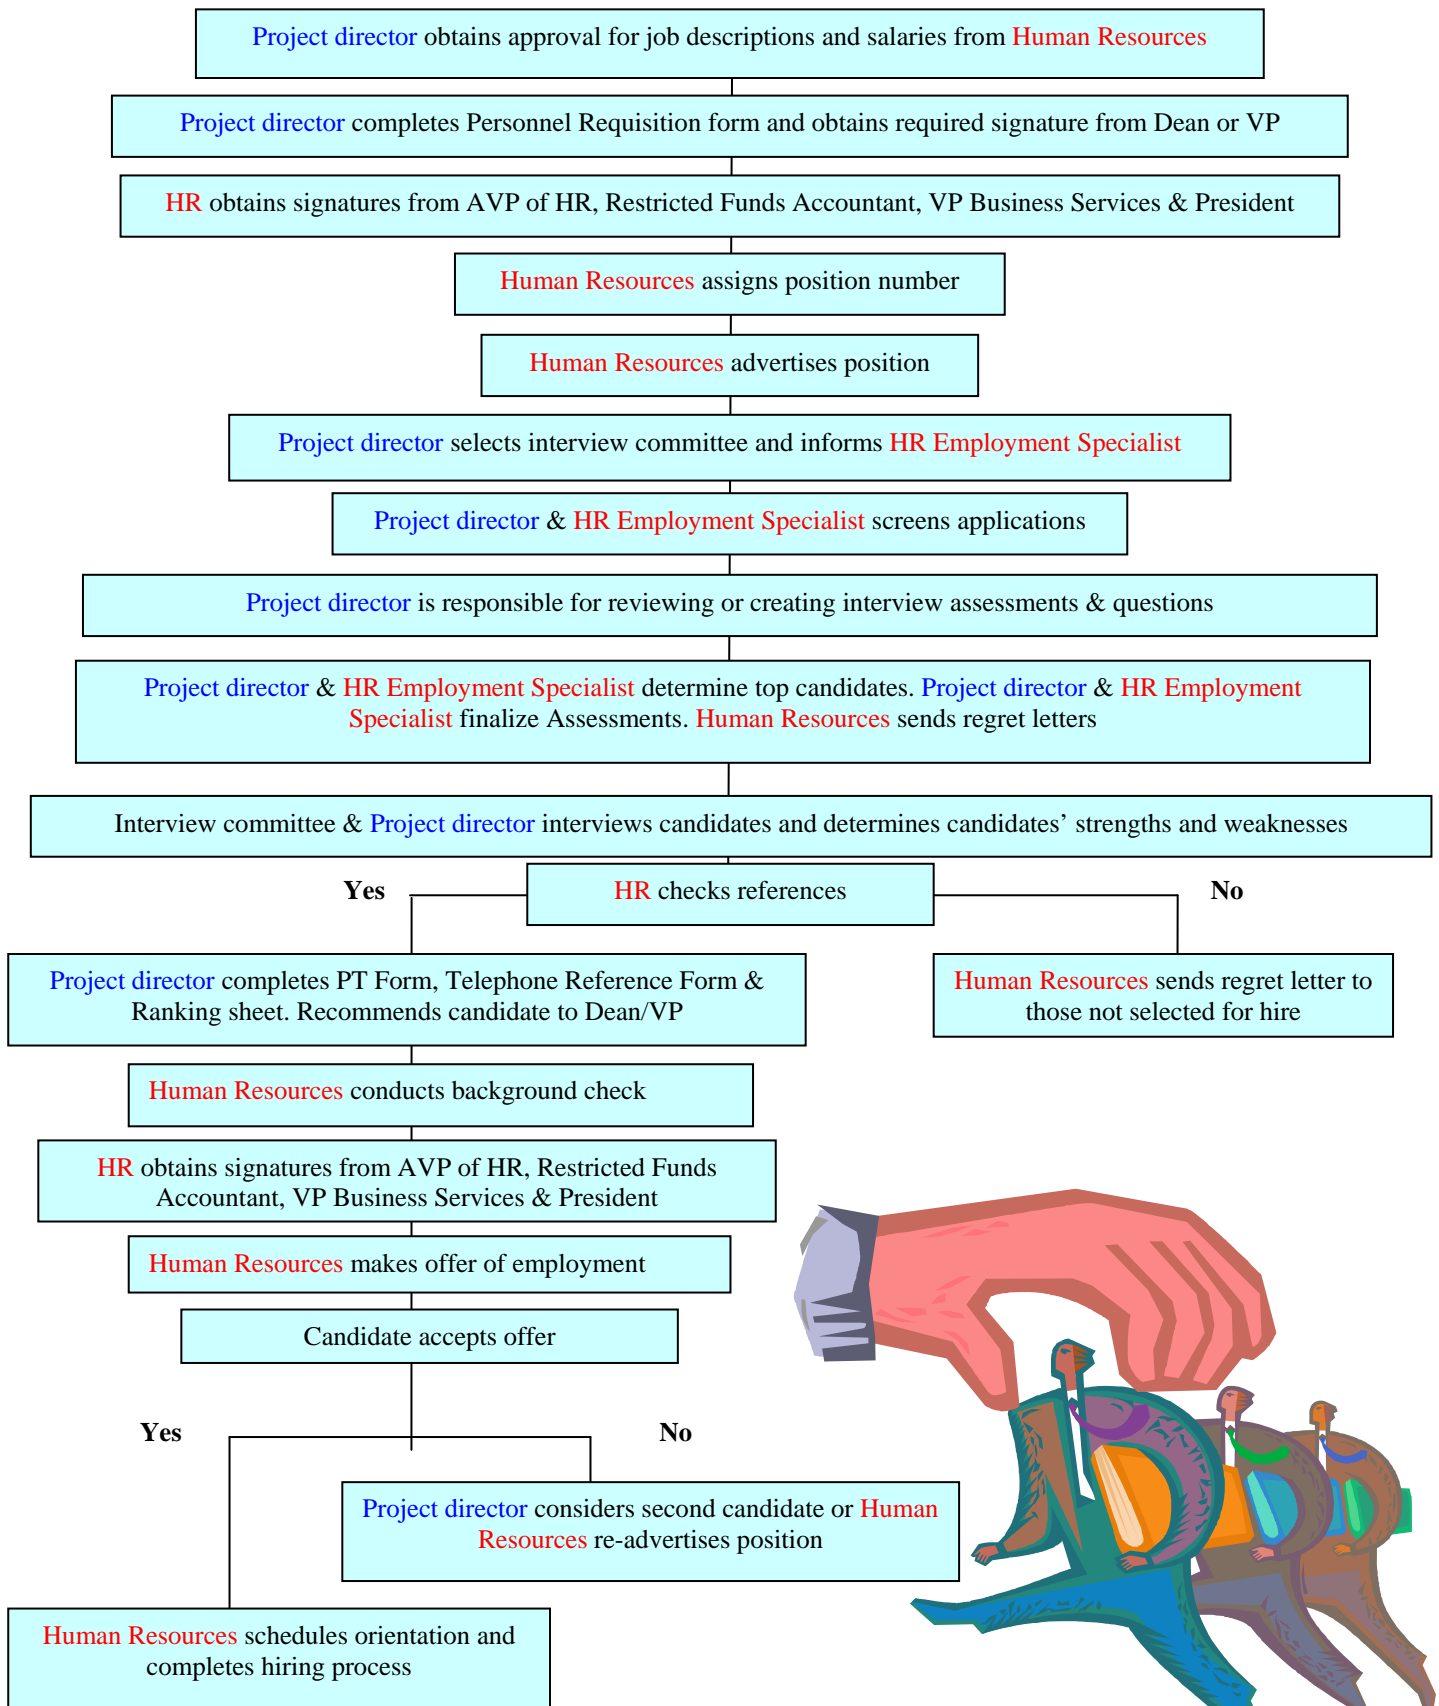 Project director obtains approval for job descriptions and salaries from Human Resources
Project director completes Personnel Requisition form and obtains required signature from Dean or VP
HR obtains signatures from AVP of HR, Restricted Funds Accountant, VP Business Services & President
Human Resources assigns position number
Human Resources advertises position
Project director selects interview committee and informs HR Employment Specialist
Project director & HR Employment Specialist screens applications
Project director is responsible for reviewing or creating interview assessments & questions
Project director & HR Employment Specialist determine top candidates. Project director & HR Employment
Specialist finalize Assessments. Human Resources sends regret letters
Interview committee & Project director interviews candidates and determines candidates’ strengths and weaknesses
Yes
HR checks references
No
Project director completes PT Form, Telephone Reference Form &
Ranking sheet. Recommends candidate to Dean/VP
Human Resources sends regret letter to
those not selected for hire
Human Resources conducts background check
HR obtains signatures from AVP of HR, Restricted Funds
Accountant, VP Business Services & President
Human Resources makes offer of employment
Candidate accepts offer
Yes
No
Project director considers second candidate or Human
Resources re-advertises position
Human Resources schedules orientation and
completes hiring process